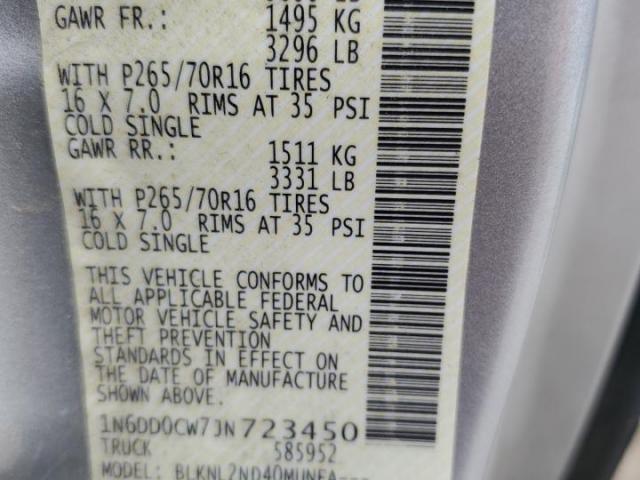 GAWR FR.: 1495 KG
3296 LB
WITH P265/70R16 TIRES
16 X 7.0 RIMS AT 35 PSI
COLD SINGLE
GAWR RR.: 1511 KG
3331 LB
WITH P265/70R16 TIRES
16 X 7.0 RIMS AT 35 PSI
COLD SINGLE
THIS VEHICLE CONFORMS TO
ALL APPLICABLE FEDERAL
MOTOR VEHICLE SAFETY AND
THEFT PREVENTION
STANDARDS IN EFFECT ON
THE DATE OF MANUFACTURE
SHOWN ABOVE.
1N6DD0CW7JN723450
TRUCK 585952
MODEL: BLKNL2ND40MUNEA---